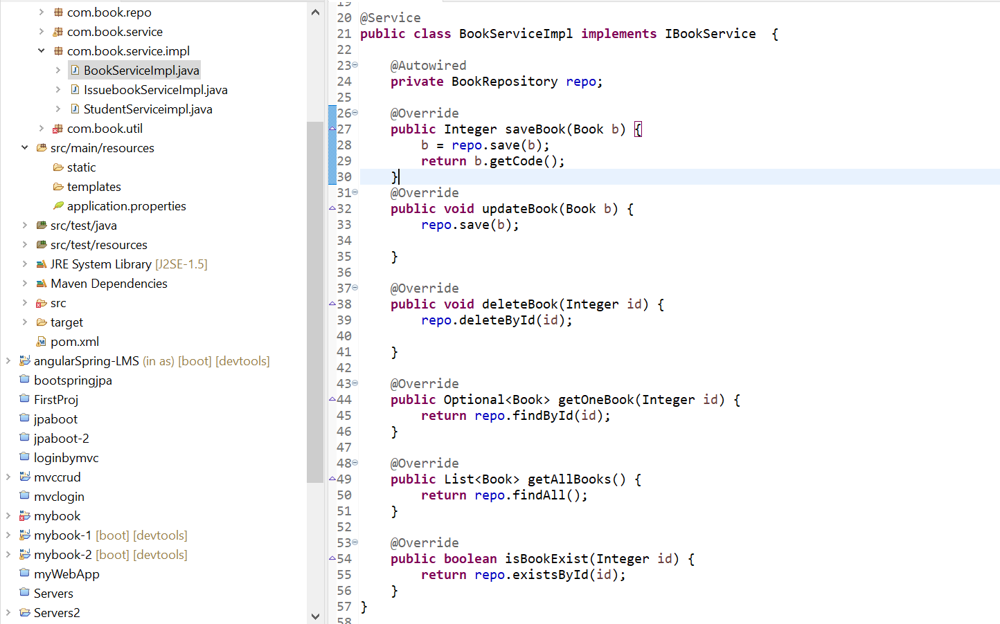 com.book.repo
com.book.service
com.book.service.impl
BookServiceImpl.java
IssuebookServiceImpl.java
StudentServiceimpl.java
com.book.util
src/main/resources
static
templates
application.properties
src/test/java
src/test/resources
JRE System Library [J2SE-1.5]
Maven Dependencies
src
target
pom.xml
angularSpring-LMS (in as) [boot] [devtools]
bootspringjpa
FirstProj
jpaboot
jpaboot-2
loginbymvc
mvccrud
mvclogin
mybook
mybook-1 [boot] [devtools]
mybook-2 [boot] [devtools]
myWebApp
Servers
Servers2
19
20 @Service
21 public class BookServiceImpl implements IBookService  {
22
23     @Autowired
24     private BookRepository repo;
25
26     @Override
27     public Integer saveBook(Book b) {
28         b = repo.save(b);
29         return b.getCode();
30     }
31     @Override
32     public void updateBook(Book b) {
33         repo.save(b);
34
35     }
36
37     @Override
38     public void deleteBook(Integer id) {
39         repo.deleteById(id);
40
41     }
42
43     @Override
44     public Optional<Book> getOneBook(Integer id) {
45         return repo.findById(id);
46     }
47
48     @Override
49     public List<Book> getAllBooks() {
50         return repo.findAll();
51     }
52
53     @Override
54     public boolean isBookExist(Integer id) {
55         return repo.existsById(id);
56     }
57 }
58